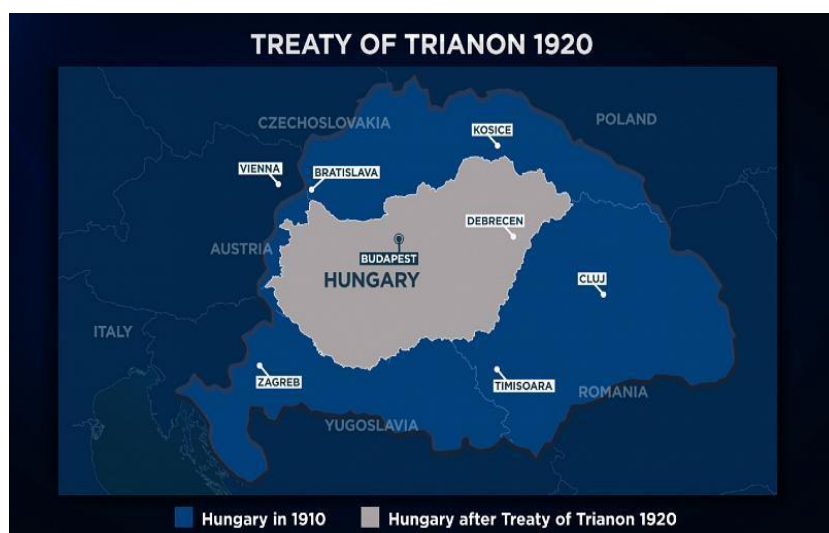 TREATY OF TRIANON 1920
CZECHOSLOVAKIA
POLAND
KOSICE
VIENNA
BRATISLAVA
DEBRECEN
AUSTRIA
BUDAPEST
HUNGARY
CLUJ
ITALY
ZAGREB
TIMISOARA
ROMANIA
YUGOSLAVIA
Hungary in 1910
Hungary after Treaty of Trianon 1920